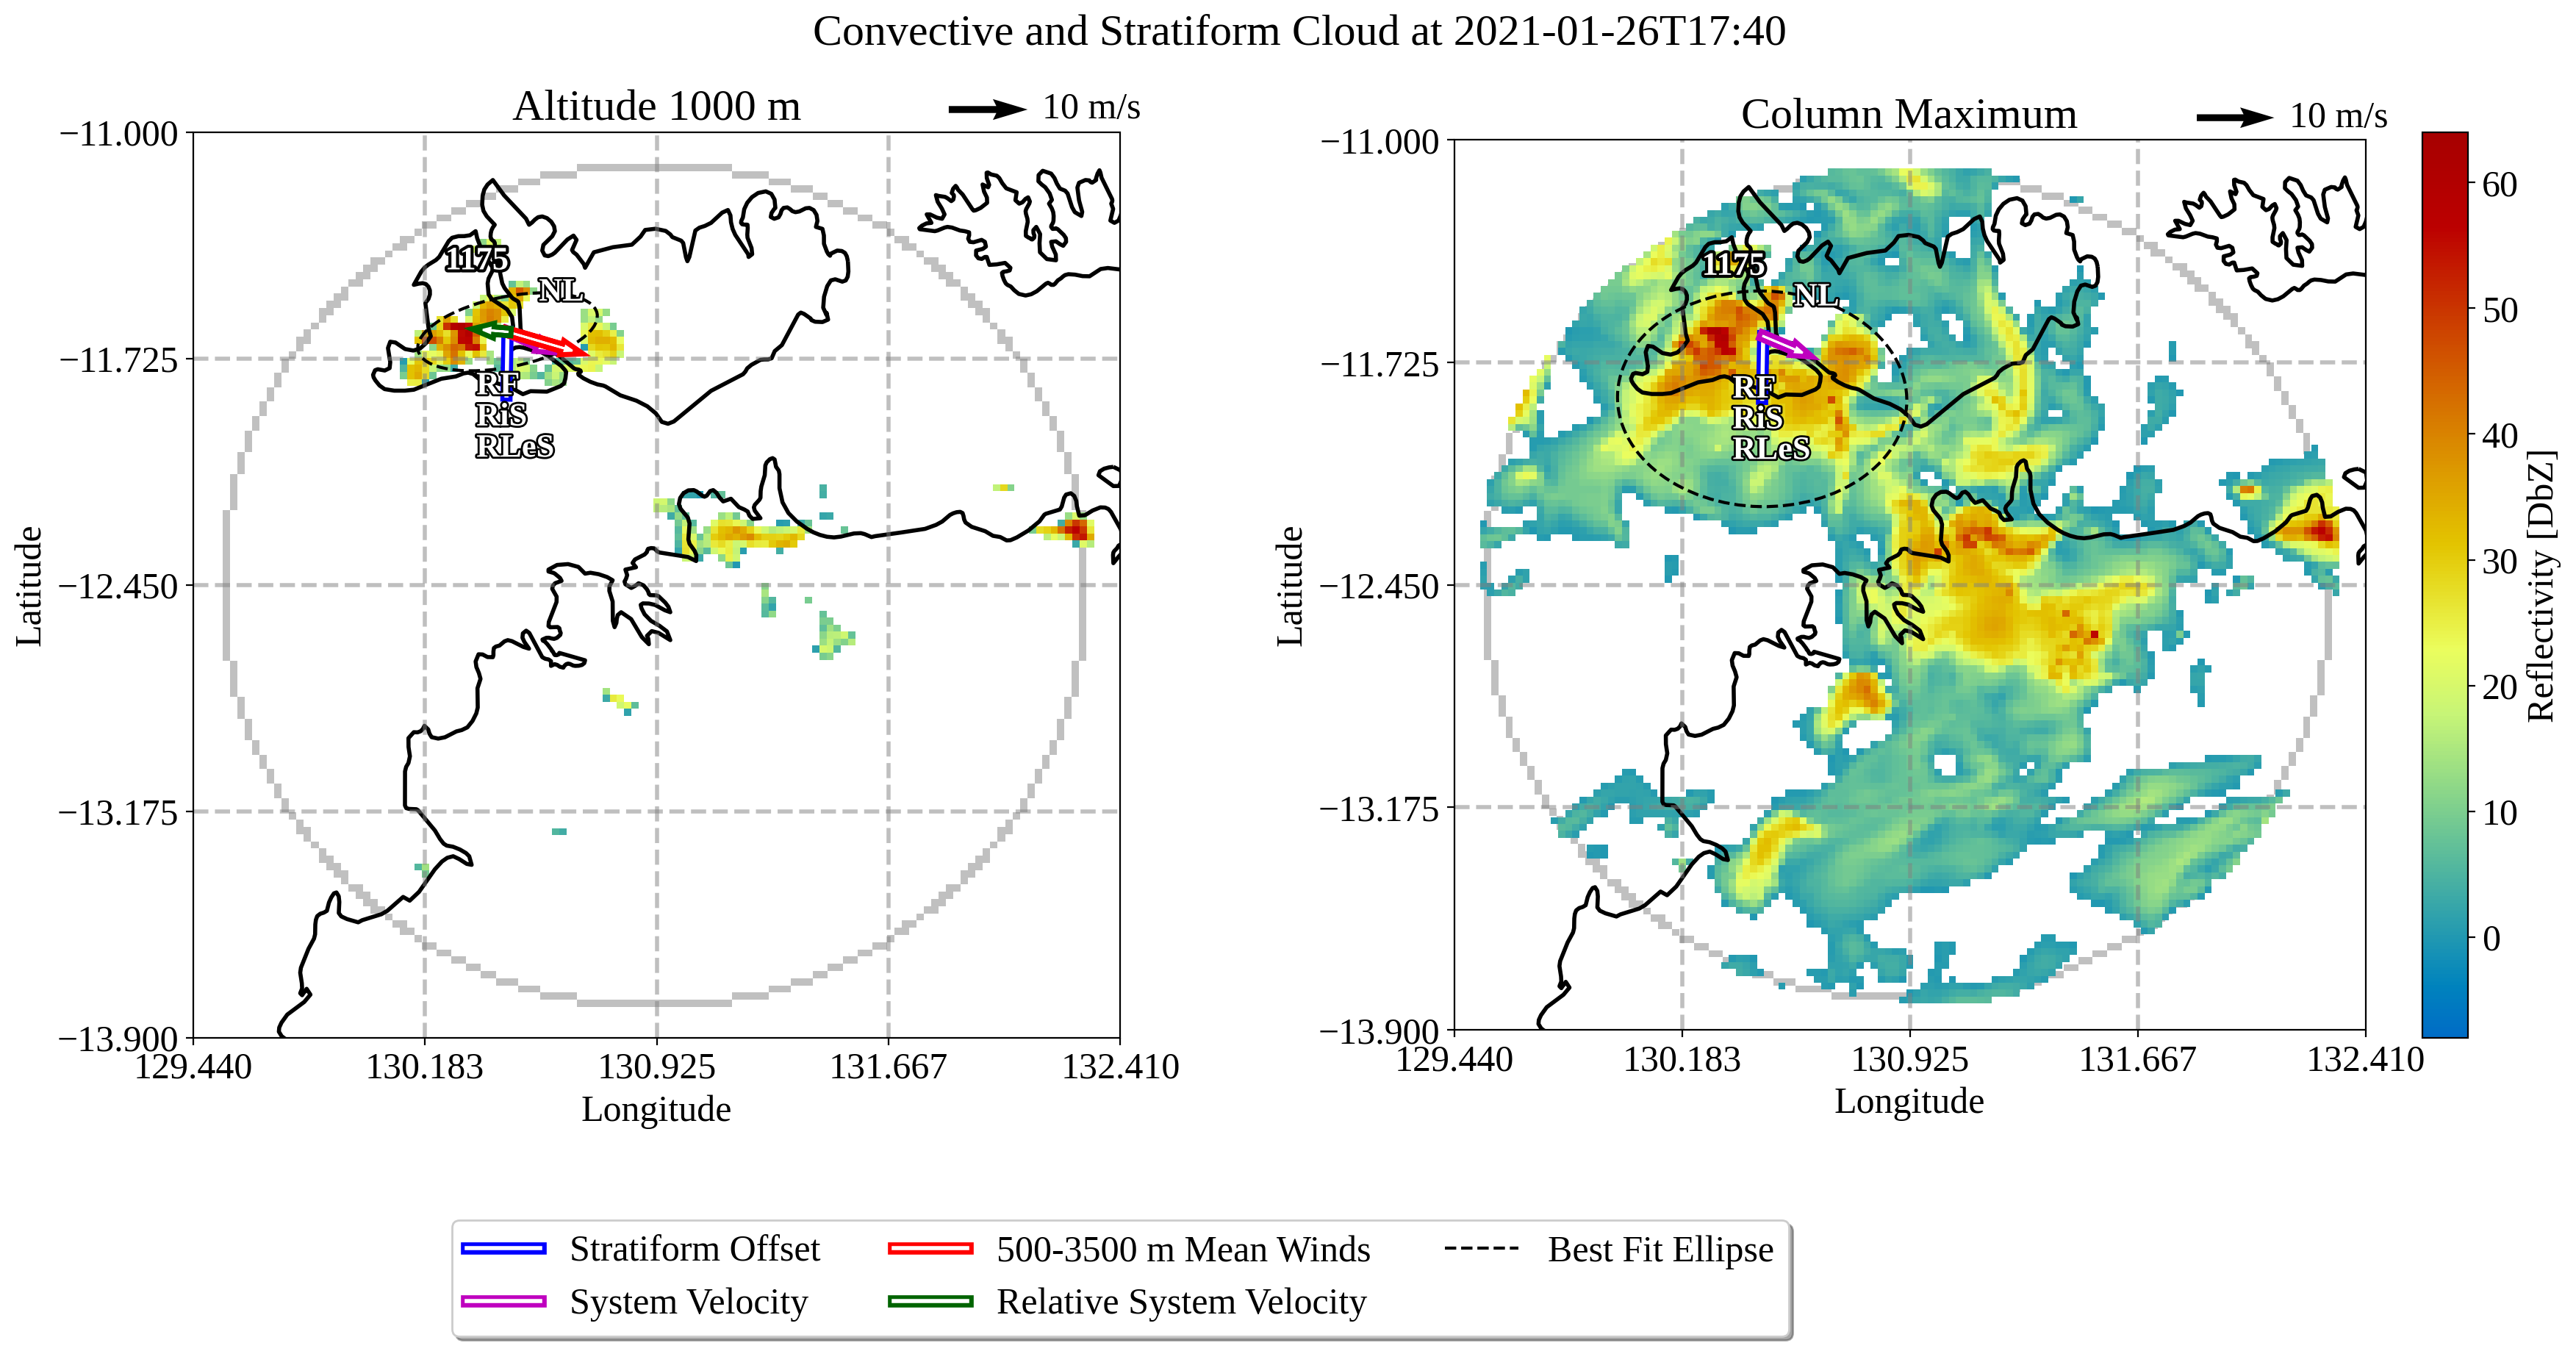 Convective and Stratiform Cloud at 2021-01-26T17:40
Altitude 1000 m
10 m/s
−11.000
−11.725
−12.450
−13.175
−13.900
Latitude
129.440
130.183
130.925
131.667
132.410
Longitude
1175
NL
RF
RiS
RLeS
Column Maximum
10 m/s
−11.000
−11.725
−12.450
−13.175
−13.900
Latitude
129.440
130.183
130.925
131.667
132.410
Longitude
1175
NL
RF
RiS
RLeS
60
50
40
30
20
10
0
Reflectivity [DbZ]
Stratiform Offset
System Velocity
500-3500 m Mean Winds
Relative System Velocity
Best Fit Ellipse